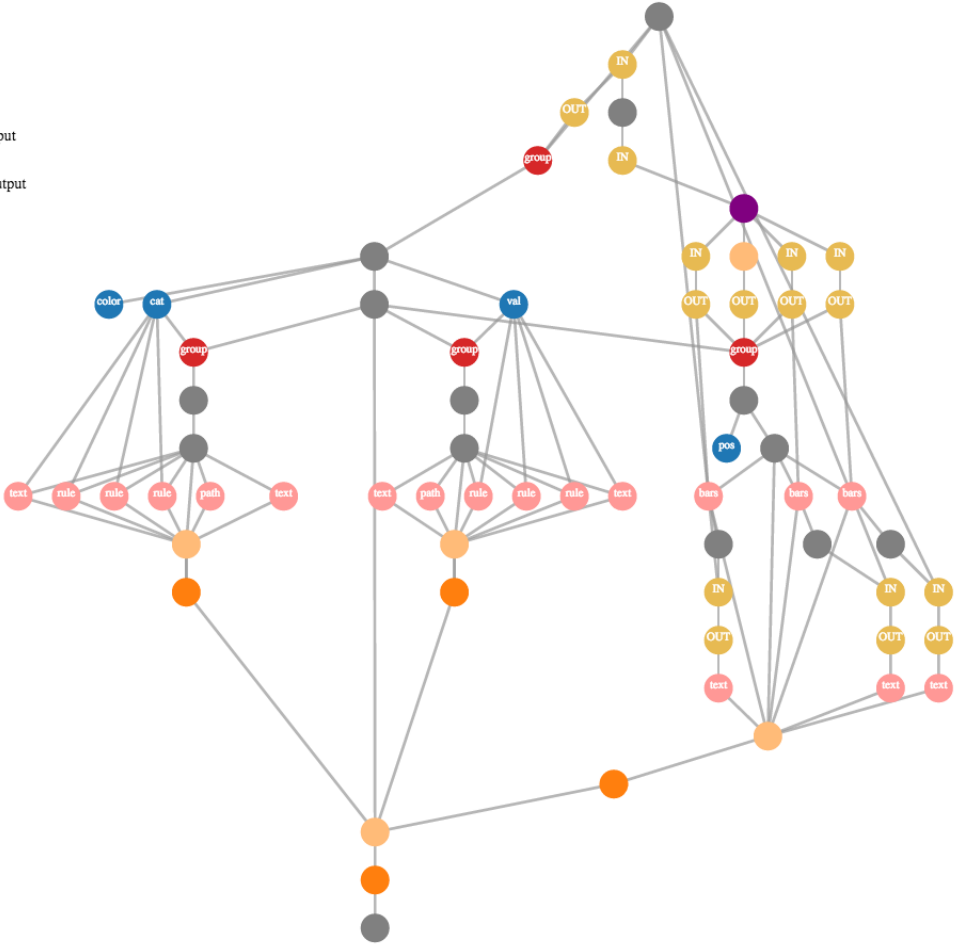 IN
OUT
put
group
IN
utput
IN IN IN
color cat val OUT OUT OUT OUT
group group group
pos
text rule rule rule path text text path rule rule rule text bars bars bars
IN IN IN
OUT OUT OUT
text text text